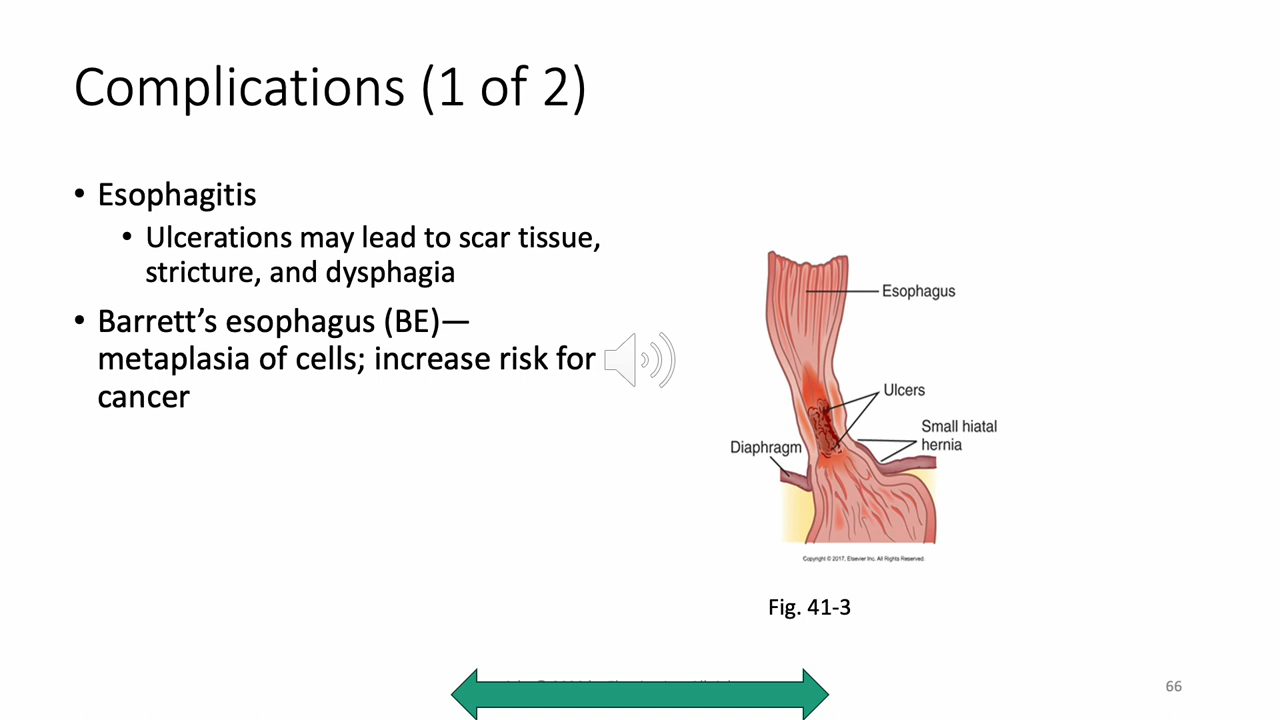 Complications (1 of 2)
• Esophagitis
• Ulcerations may lead to scar tissue,
stricture, and dysphagia
• Barrett’s esophagus (BE)—
metaplasia of cells; increase risk for
cancer
Esophagus
Ulcers
Small hiatal
hernia
Diaphragm
Copyright © 2017, Elsevier Inc. All Rights Reserved.
Fig. 41-3
66